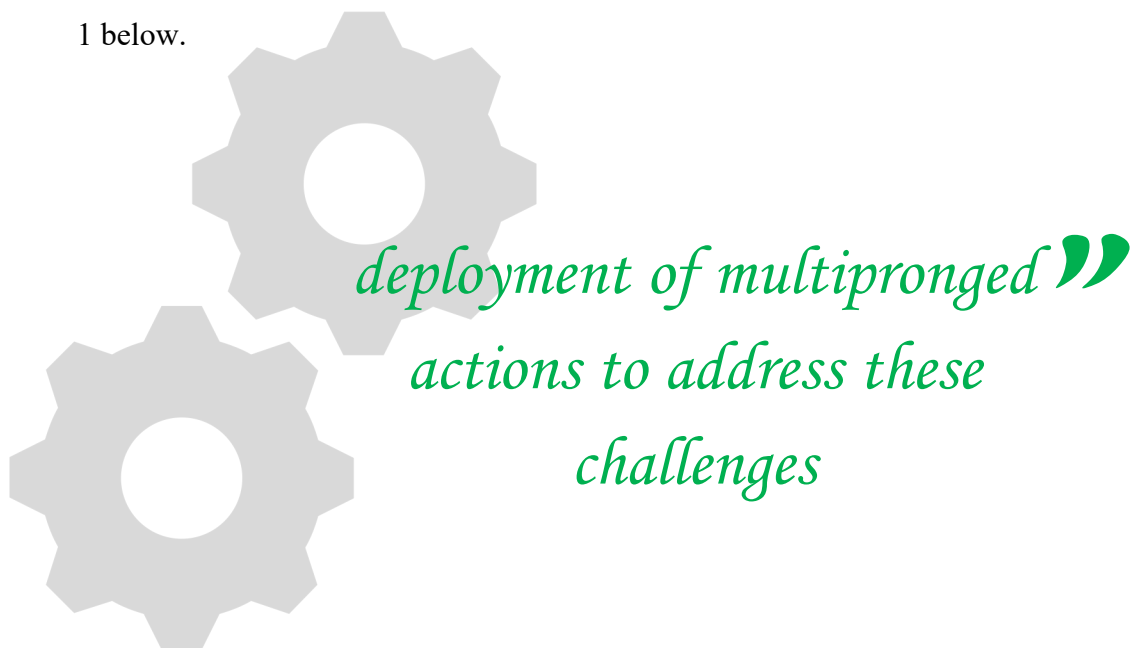 1 below.
deployment of multipronged ”
actions to address these
challenges